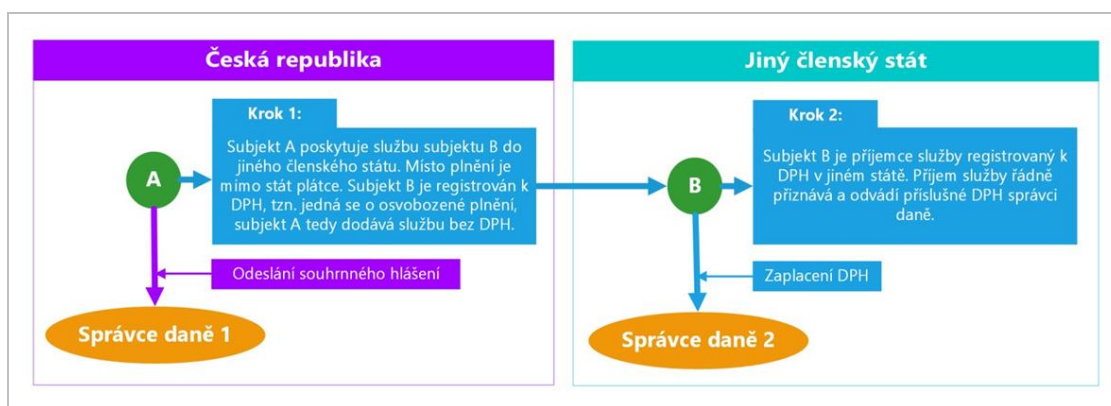 Česká republika
Krok 1:
Subjekt A poskytuje službu subjektu B do
jiného členského státu. Místo plnění je
mimo stát plátce. Subjekt B je registrován k
DPH, tzn. jedná se o osvobozené plnění,
subjekt A tedy dodává službu bez DPH.
A
Odeslání souhrnného hlášení
Správce daně 1
Jiný členský stát
Krok 2:
Subjekt B je příjemce služby registrovaný k
DPH v jiném státě. Příjem služby řádně
přiznává a odvádí příslušné DPH správci
daně.
B
Zaplacení DPH
Správce daně 2